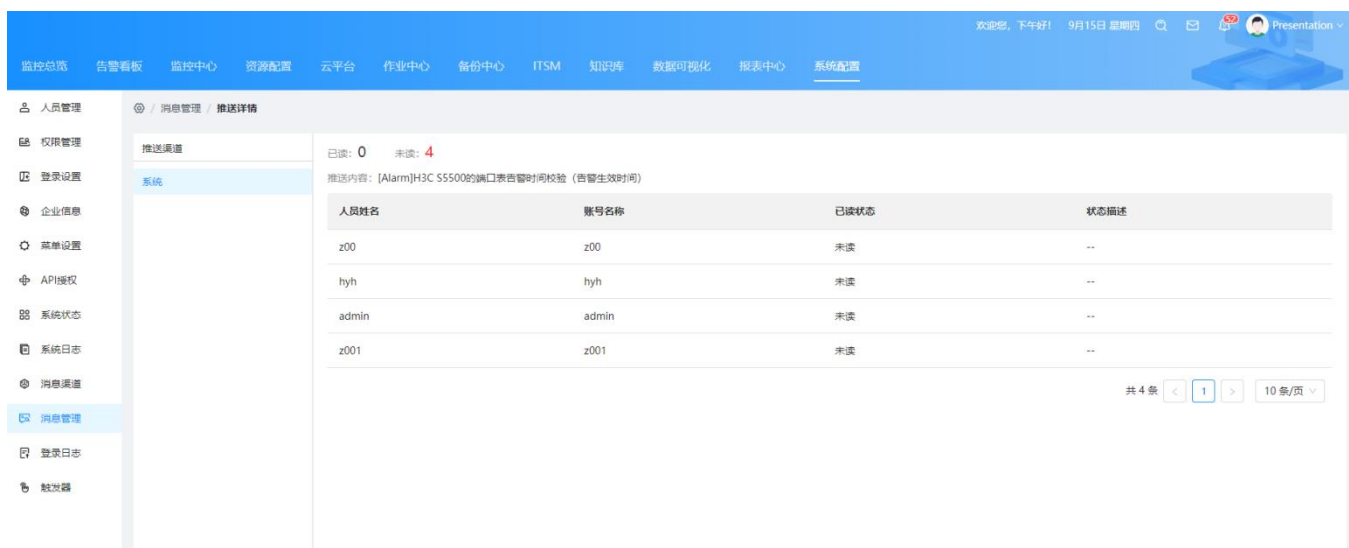 欢迎您，下午好! 9月15日 星期四 52 Presentation
监控总览 告警看板 监控中心 资源配置 云平台 作业中心 备份中心 ITSM 知识库 数据可视化 报表中心 系统配置
人员管理
权限管理
登录设置
企业信息
菜单设置
API授权
系统状态
系统日志
消息渠道
消息管理
登录日志
触发器
/ 消息管理 / 推送详情
推送渠道
系统
已读: 0 未读: 4
推送内容: [Alarm]H3C S5500的端口表告警时间校验（告警生效时间）
人员姓名 账号名称 已读状态 状态描述
z00 z00 未读 --
hyh hyh 未读 --
admin admin 未读 --
z001 z001 未读 --
共 4 条 < 1 > 10 条/页